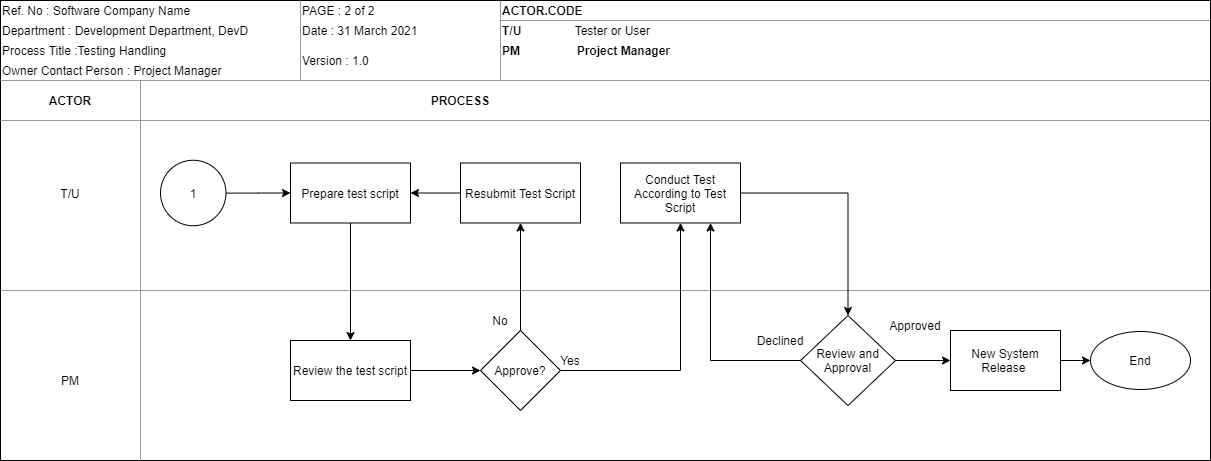 Ref. No : Software Company Name
Department : Development Department, DevD
Process Title :Testing Handling
Owner Contact Person : Project Manager
PAGE : 2 of 2
Date : 31 March 2021
Version : 1.0
ACTOR.CODE
T/U Tester or User
PM Project Manager
ACTOR PROCESS
T/U
1
Prepare test script
Resubmit Test Script
Conduct Test
According to Test
Script
PM
Review the test script
No
Approve?
Yes
Declined
Review and
Approval
Approved
New System
Release
End